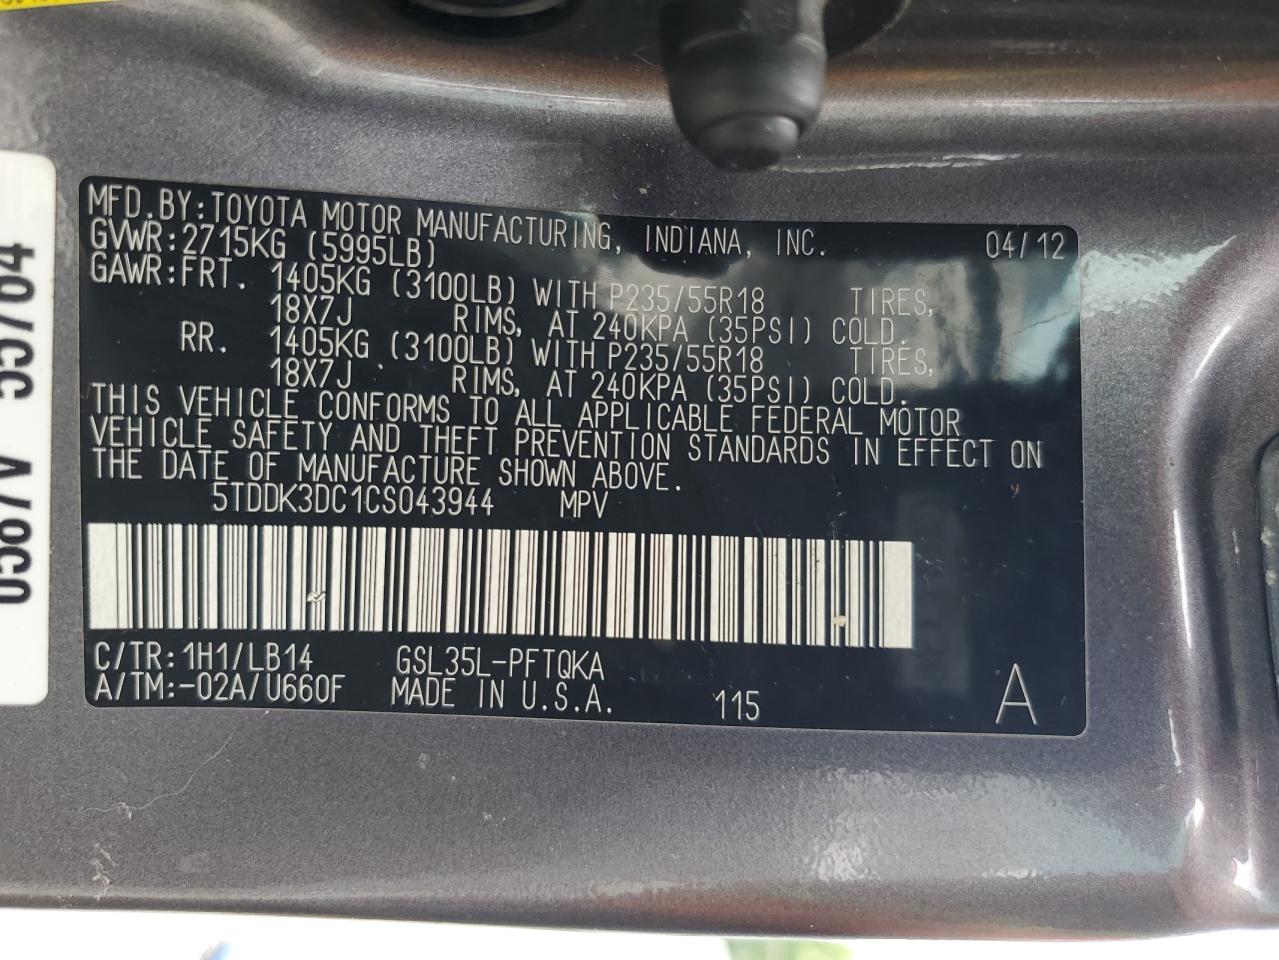 MFD.BY:TOYOTA MOTOR MANUFACTURING, INDIANA, INC. 04/12
GVWR:2715KG (5995LB)
GAWR:FRT. 1405KG (3100LB) WITH P235/55R18 TIRES,
18X7J RIMS, AT 240KPA (35PSI) COLD.
RR. 1405KG (3100LB) WITH P235/55R18 TIRES,
18X7J RIMS, AT 240KPA (35PSI) COLD.
THIS VEHICLE CONFORMS TO ALL APPLICABLE FEDERAL MOTOR
VEHICLE SAFETY AND THEFT PREVENTION STANDARDS IN EFFECT ON
THE DATE OF MANUFACTURE SHOWN ABOVE.
5TDDK3DC1CS043944 MPV
C/TR:1H1/LB14 GSL35L-PFTQKA
A/TM:-02A/U660F MADE IN U.S.A. 115 A